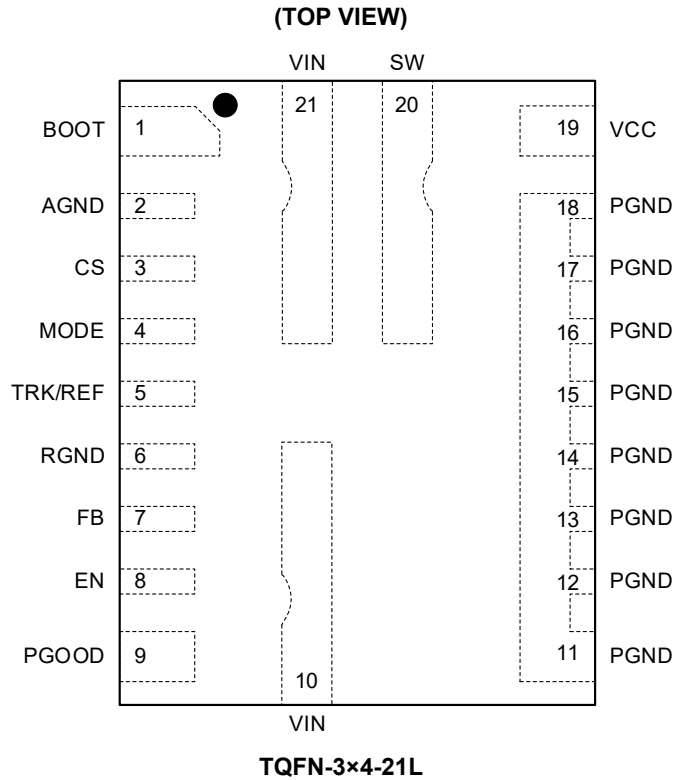 (TOP VIEW)
VIN SW
21 20
BOOT 1 19 VCC
AGND 2 18 PGND
CS 3 17 PGND
MODE 4 16 PGND
TRK/REF 5 15 PGND
RGND 6 14 PGND
FB 7 13 PGND
EN 8 12 PGND
PGOOD 9 11 PGND
10
VIN
TQFN-3×4-21L